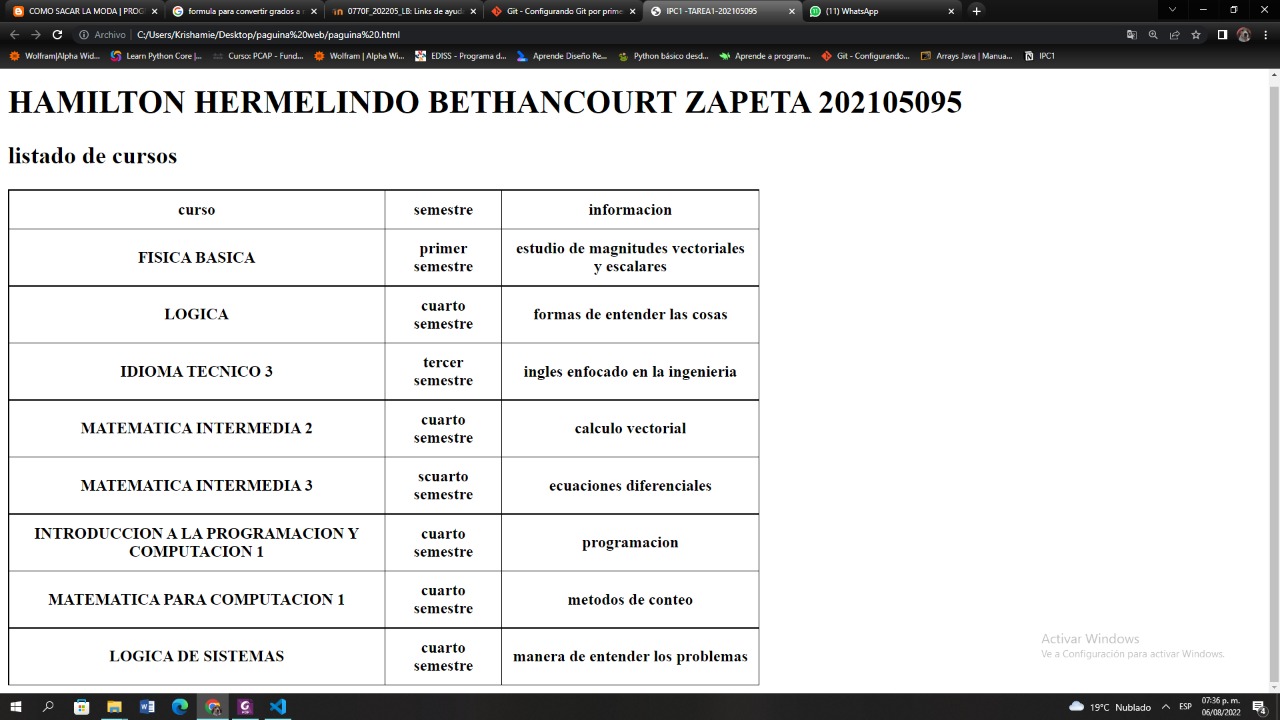 COMO SACAR LA MODA | PROG
formula para convertir grados a r
0770F_202205_LB: Links de ayud
Git - Configurando Git por prime
IPC1 -TAREA1-202105095
(11) WhatsApp
Archivo
C:/Users/Krishamie/Desktop/paguina%20web/paguina%20.html
Wolfram|Alpha Wid...
Learn Python Core |...
Curso: PCAP - Fund...
Wolfram | Alpha Wi...
EDISS - Programa d...
Aprende Diseño Re...
Python básico desd...
Aprende a program...
Git - Configurando...
Arrays Java | Manua...
IPC1
HAMILTON HERMELINDO BETHANCOURT ZAPETA 202105095
listado de cursos
curso semestre informacion
FISICA BASICA
primer
semestre
estudio de magnitudes vectoriales
y escalares
LOGICA
cuarto
semestre
formas de entender las cosas
IDIOMA TECNICO 3
tercer
semestre
ingles enfocado en la ingenieria
MATEMATICA INTERMEDIA 2
cuarto
semestre
calculo vectorial
MATEMATICA INTERMEDIA 3
scuarto
semestre
ecuaciones diferenciales
INTRODUCCION A LA PROGRAMACION Y
COMPUTACION 1
cuarto
semestre
programacion
MATEMATICA PARA COMPUTACION 1
cuarto
semestre
metodos de conteo
LOGICA DE SISTEMAS
cuarto
semestre
manera de entender los problemas
Activar Windows
Ve a Configuración para activar Windows.
19°C Nublado
ESP
07:36 p. m.
06/08/2022
4